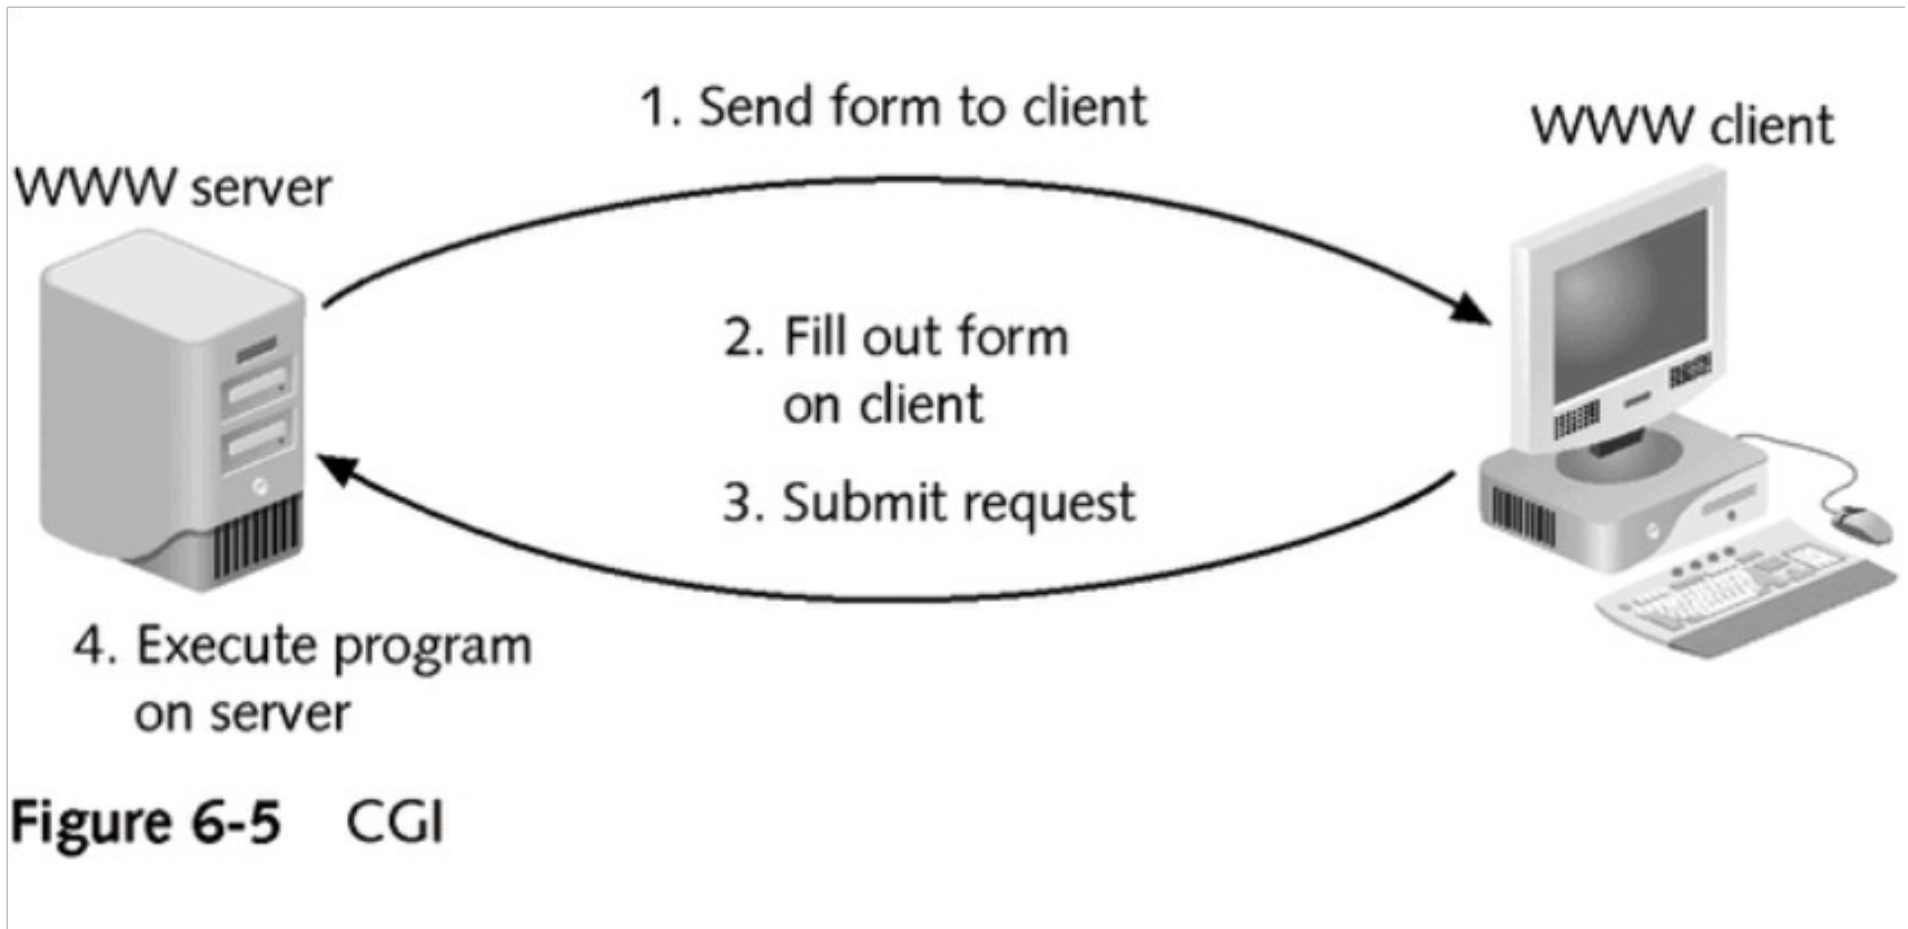 1. Send form to client
WWW client
WWW server
2. Fill out form
on client
3. Submit request
4. Execute program
on server
Figure 6-5 CGI